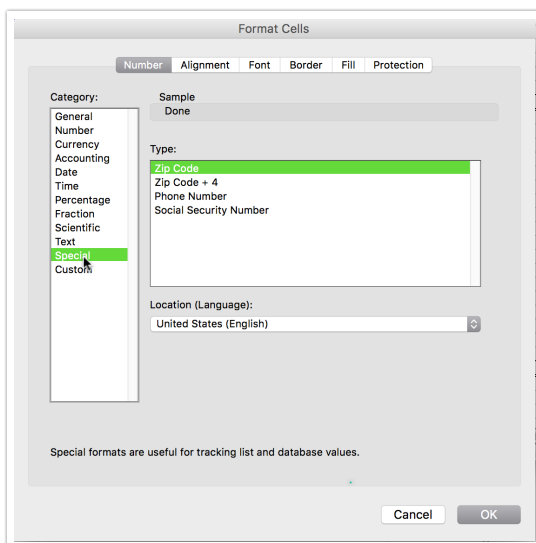 Format Cells
Number Alignment Font Border Fill Protection
Category:
General
Number
Currency
Accounting
Date
Time
Percentage
Fraction
Scientific
Text
Special
Custom
Sample
Done
Type:
Zip Code
Zip Code + 4
Phone Number
Social Security Number
Location (Language):
United States (English)
Special formats are useful for tracking list and database values.
Cancel OK